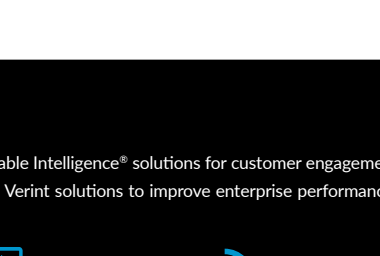 able Intelligence® solutions for customer engageme
Verint solutions to improve enterprise performanc